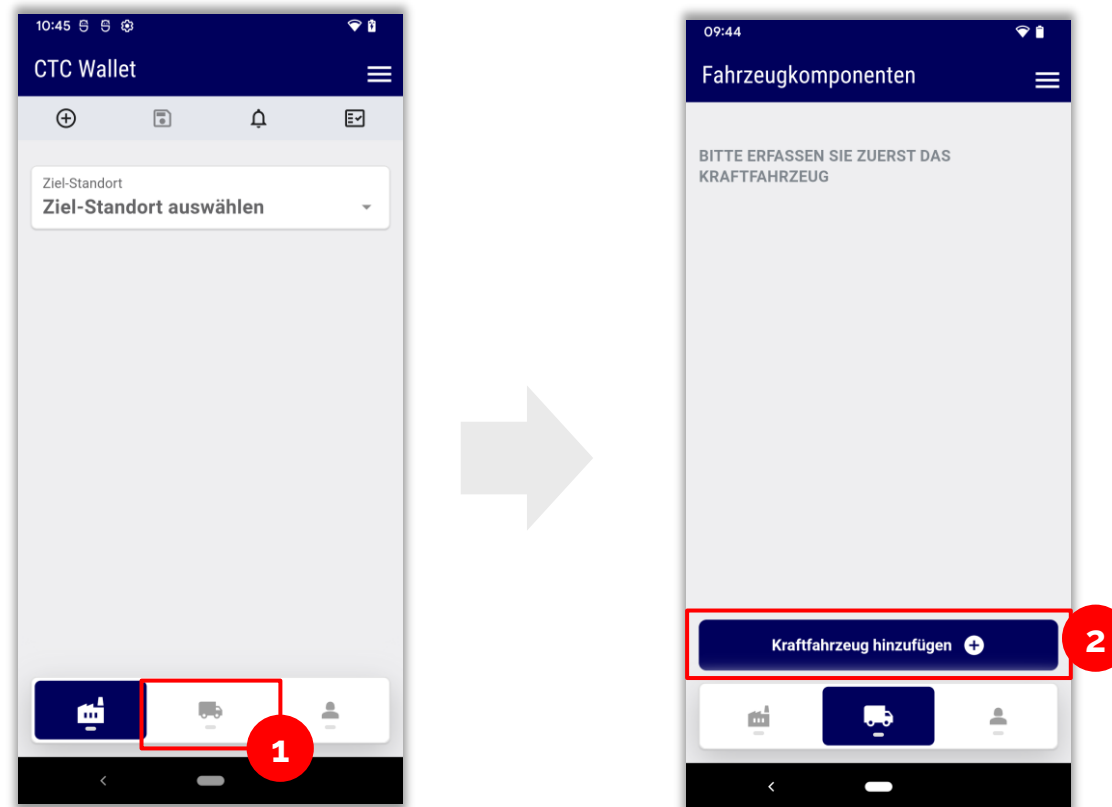 10:45
CTC Wallet
Ziel-Standort
Ziel-Standort auswählen
1
09:44
Fahrzeugkomponenten
BITTE ERFASSEN SIE ZUERST DAS
KRAFTFAHRZEUG
Kraftfahrzeug hinzufügen
2